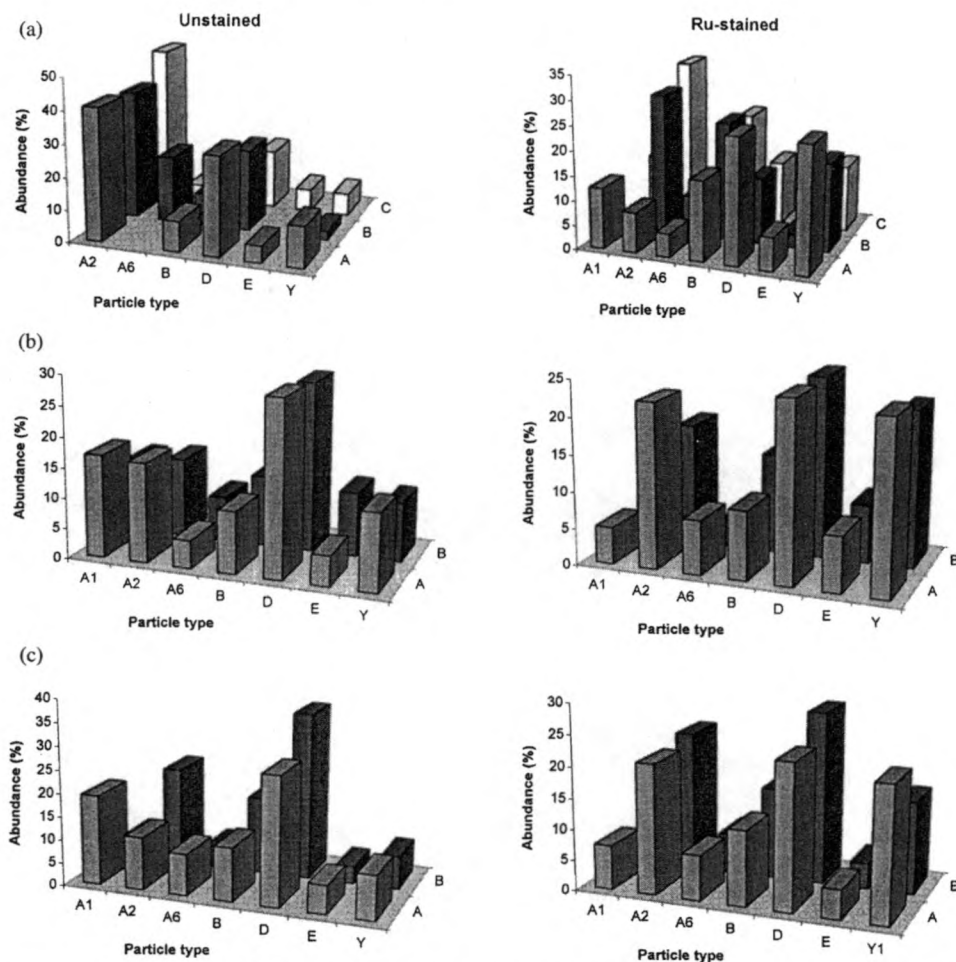 (a)
Unstained
Abundance (%)
50
40
30
20
10
0
A2 A6 B D E Y
A
B
C
Particle type
Ru-stained
Abundance (%)
35
30
25
20
15
10
5
0
A1 A2 A6 B D E Y
A
B
C
Particle type
(b)
Abundance (%)
30
25
20
15
10
5
0
A1 A2 A6 B D E Y
A
B
Particle type
Abundance (%)
25
20
15
10
5
0
A1 A2 A6 B D E Y
A
B
Particle type
(c)
Abundance (%)
40
35
30
25
20
15
10
5
0
A1 A2 A6 B D E Y
A
B
Particle type
Abundance (%)
30
25
20
15
10
5
0
A1 A2 A6 B D E Y1
A
B
Particle type